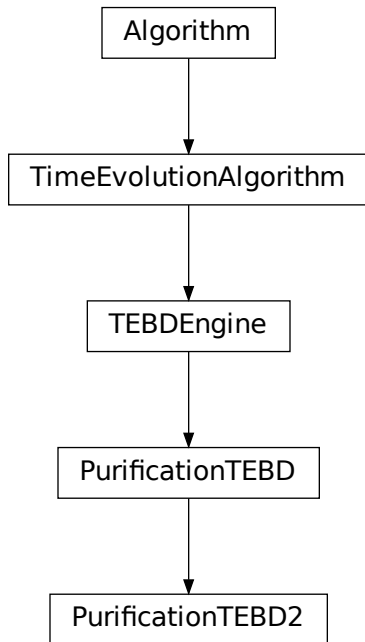 Algorithm
TimeEvolutionAlgorithm
TEBDEngine
PurificationTEBD
PurificationTEBD2